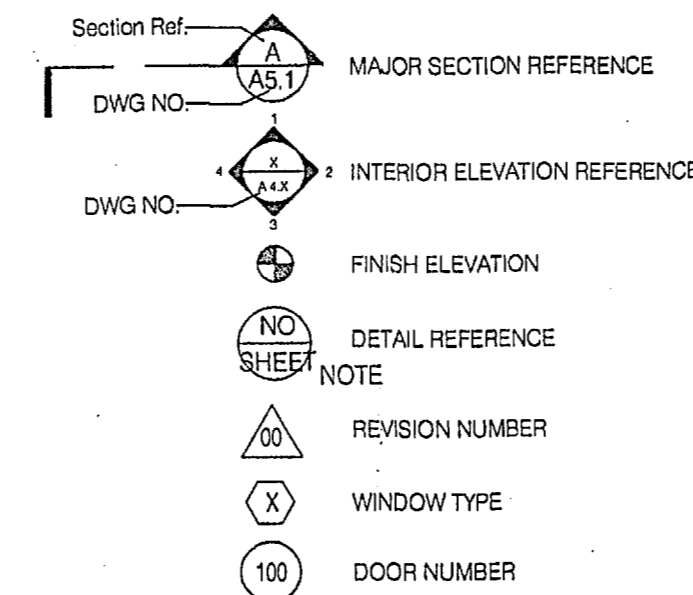 Section Ref.
A
A5.1
MAJOR SECTION REFERENCE
DWG NO.
1
4
X
2
INTERIOR ELEVATION REFERENCE
A 4.X
DWG NO.
3
FINISH ELEVATION
NO
SHEET
DETAIL REFERENCE
NOTE
00
REVISION NUMBER
X
WINDOW TYPE
100
DOOR NUMBER